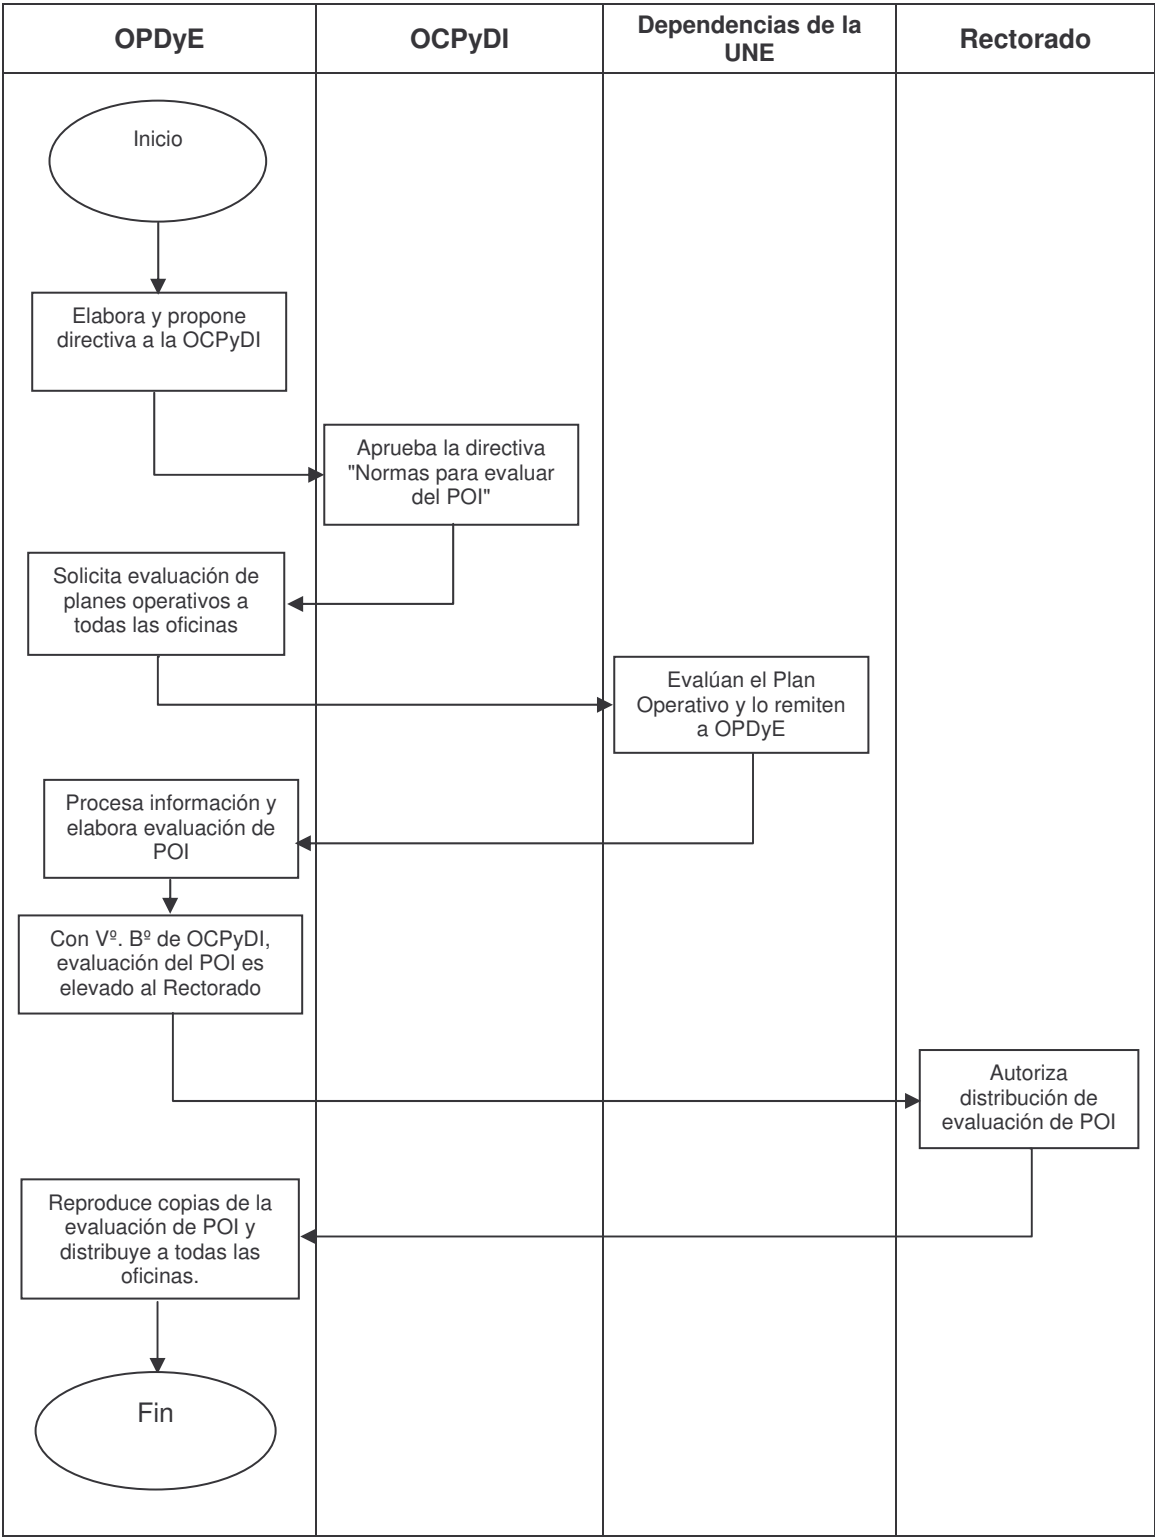 OPDyE
OCPyDI
Dependencias de la
UNE
Rectorado
Inicio
Elabora y propone
directiva a la OCPyDI
Aprueba la directiva
"Normas para evaluar
del POI"
Solicita evaluación de
planes operativos a
todas las oficinas
Evalúan el Plan
Operativo y lo remiten
a OPDyE
Procesa información y
elabora evaluación de
POI
Con Vº. Bº de OCPyDI,
evaluación del POI es
elevado al Rectorado
Autoriza
distribución de
evaluación de POI
Reproduce copias de la
evaluación de POI y
distribuye a todas las
oficinas.
Fin